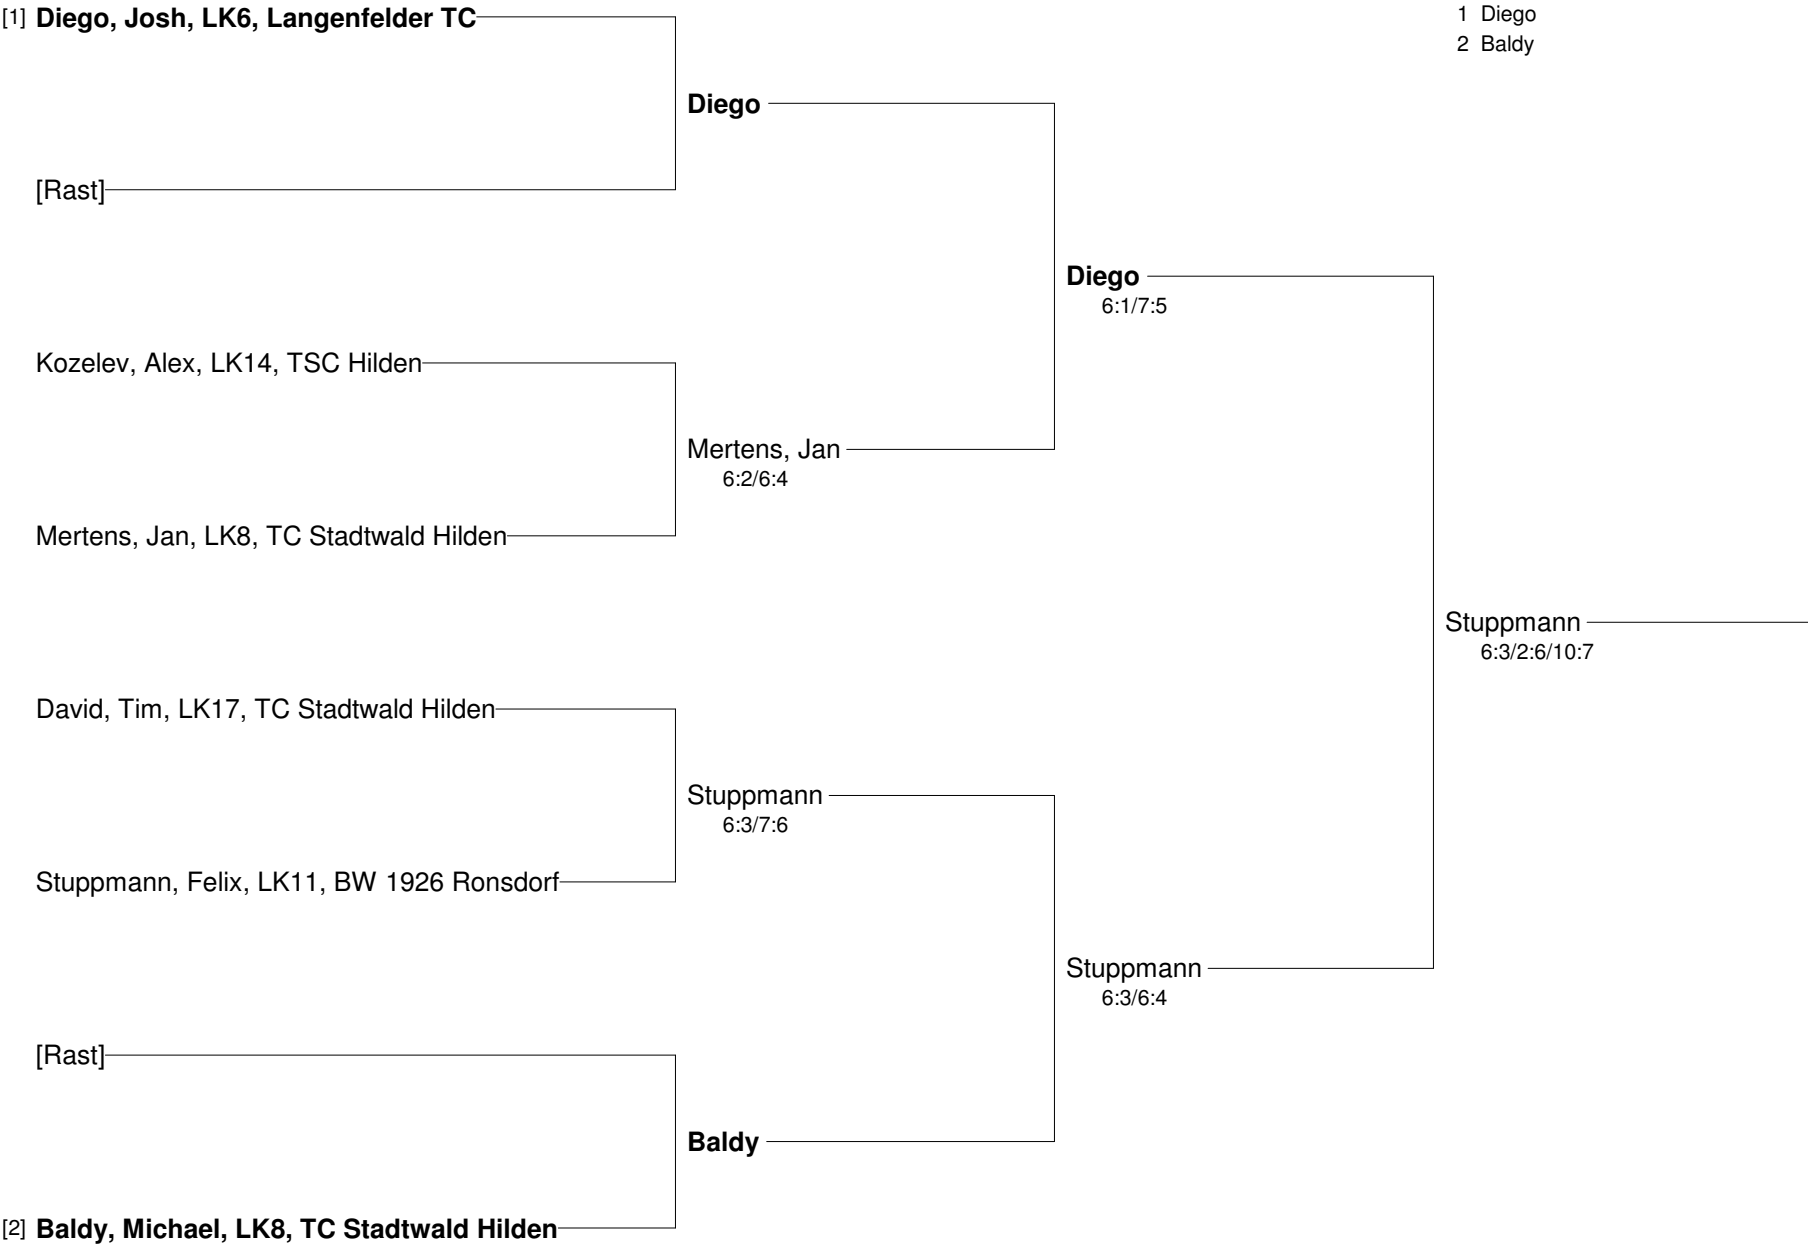 [1] Diego, Josh, LK6, Langenfelder TC
1 Diego
2 Baldy
Diego
[Rast]
Diego
6:1/7:5
Kozelev, Alex, LK14, TSC Hilden
Mertens, Jan
6:2/6:4
Mertens, Jan, LK8, TC Stadtwald Hilden
Stuppmann
6:3/2:6/10:7
David, Tim, LK17, TC Stadtwald Hilden
Stuppmann
6:3/7:6
Stuppmann, Felix, LK11, BW 1926 Ronsdorf
Stuppmann
6:3/6:4
[Rast]
Baldy
[2] Baldy, Michael, LK8, TC Stadtwald Hilden